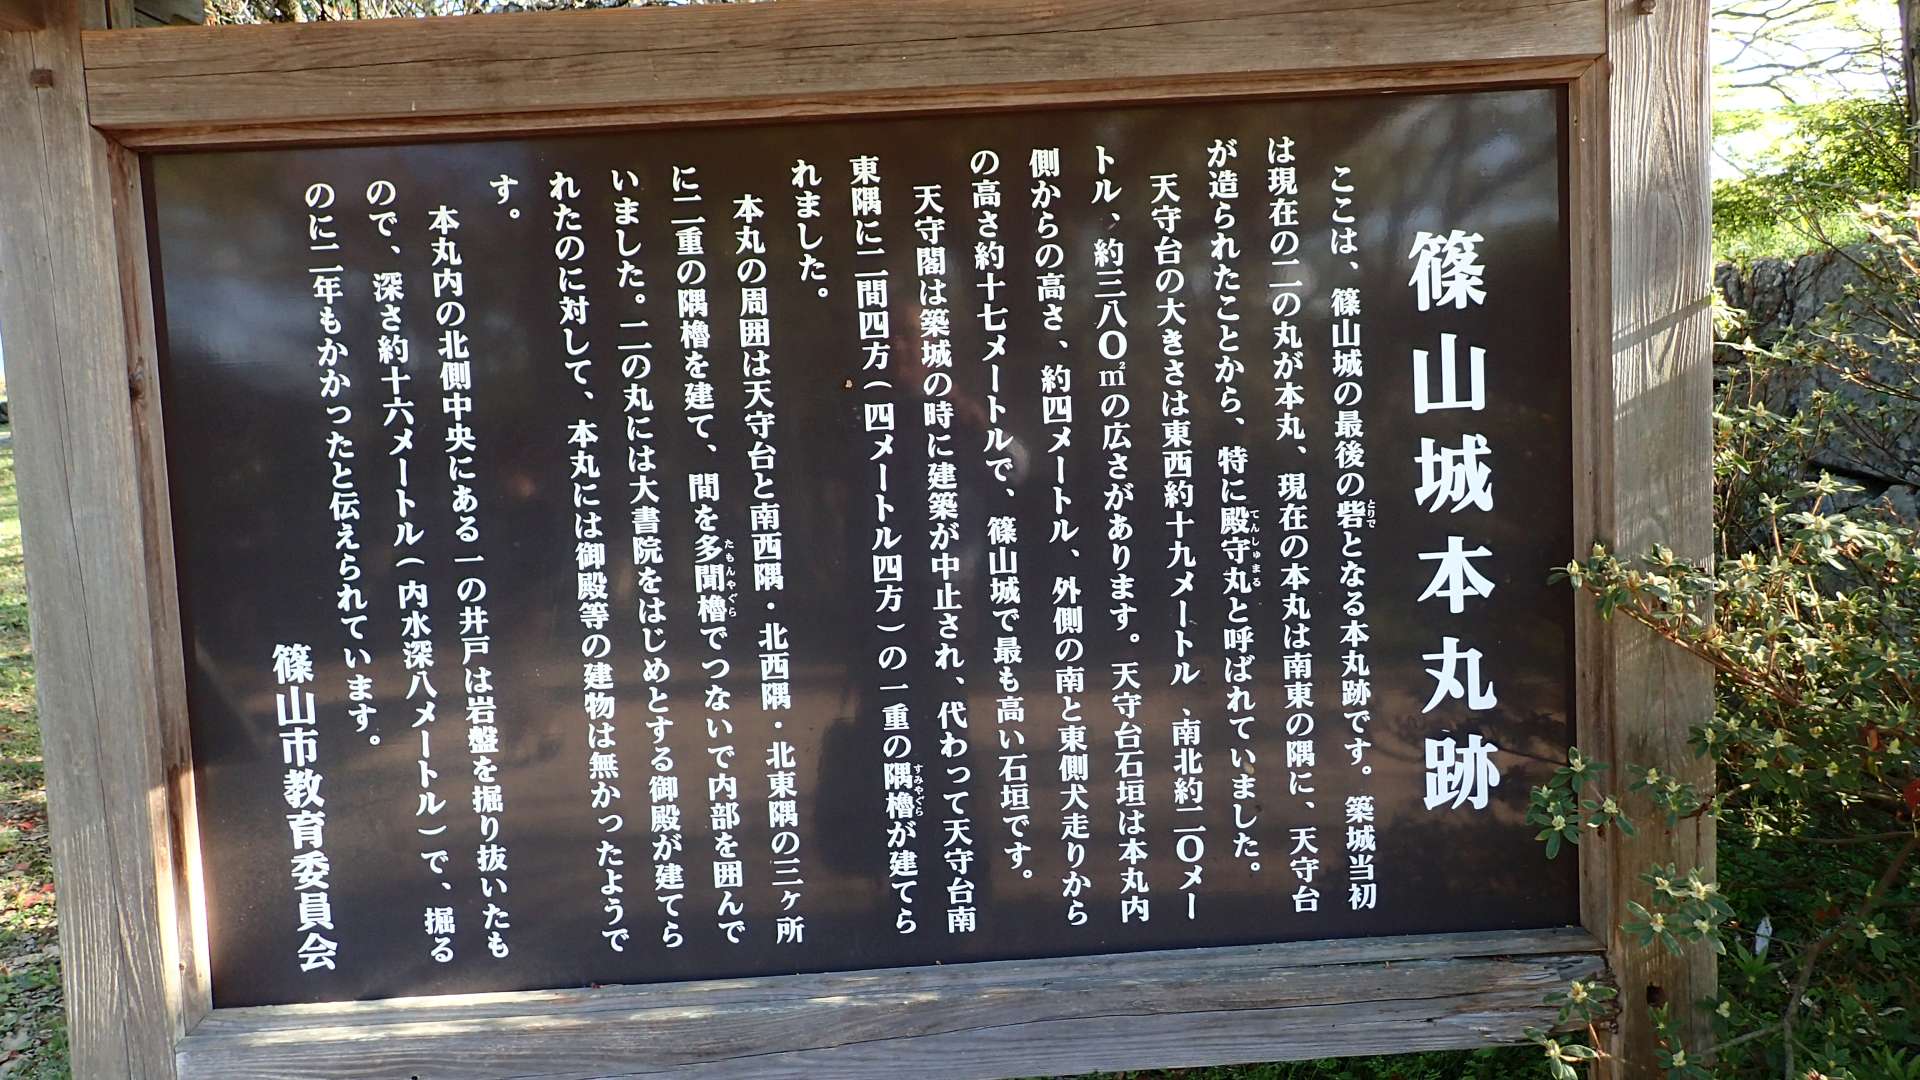 篠山城本丸跡
ここは、篠山城の最後の砦となる本丸跡です。築城当初
とりで
は現在の二の丸が本丸、現在の本丸は南東の隅に、天守台
が造られたことから、特に殿守丸と呼ばれていました。
てんしゅまる
天守台の大きさは東西約十九メートル、南北約二〇メー
トル、約三八〇㎡の広さがあります。天守台石垣は本丸内
側からの高さ、約四メートル、外側の南と東側犬走りから
の高さ約十七メートルで、篠山城で最も高い石垣です。
天守閣は築城の時に建築が中止され、代わって天守台南
東隅に二間四方(四メートル四方)の一重の隅櫓が建てら
すみやぐら
れました。
本丸の周囲は天守台と南西隅・北西隅・北東隅の三ヶ所
に二重の隅櫓を建て、間を多聞櫓でつないで内部を囲んで
たもんやぐら
いました。二の丸には大書院をはじめとする御殿が建てら
れたのに対して、本丸には御殿等の建物は無かったようで
す。
本丸内の北側中央にある一の井戸は岩盤を掘り抜いたも
ので、深さ約十六メートル(内水深八メートル)で、掘る
のに二年もかかったと伝えられています。
篠山市教育委員会